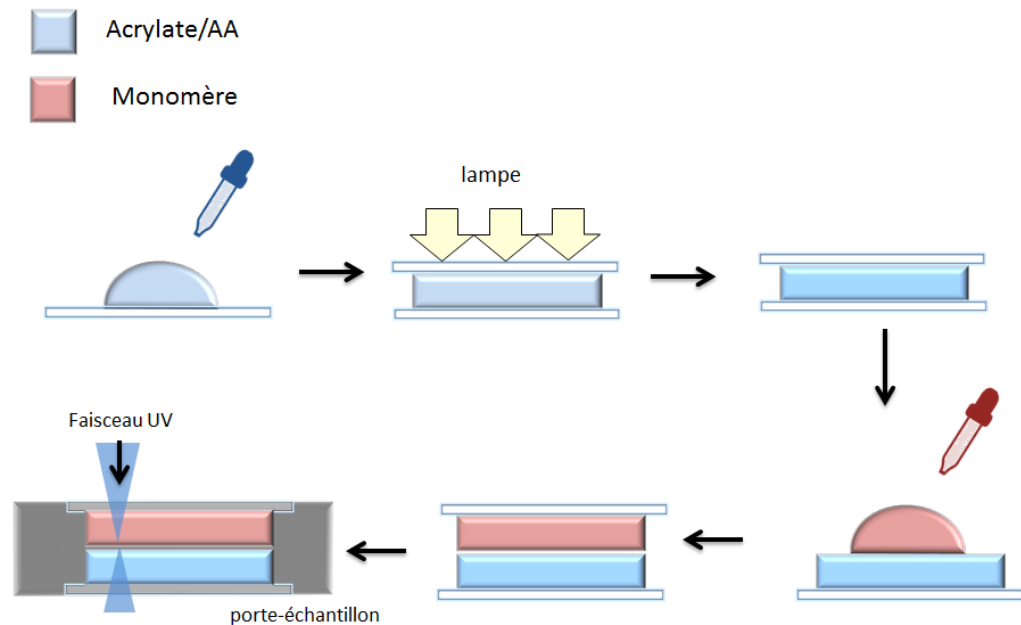 Acrylate/AA
Monomère
lampe
Faisceau UV
porte-échantillon